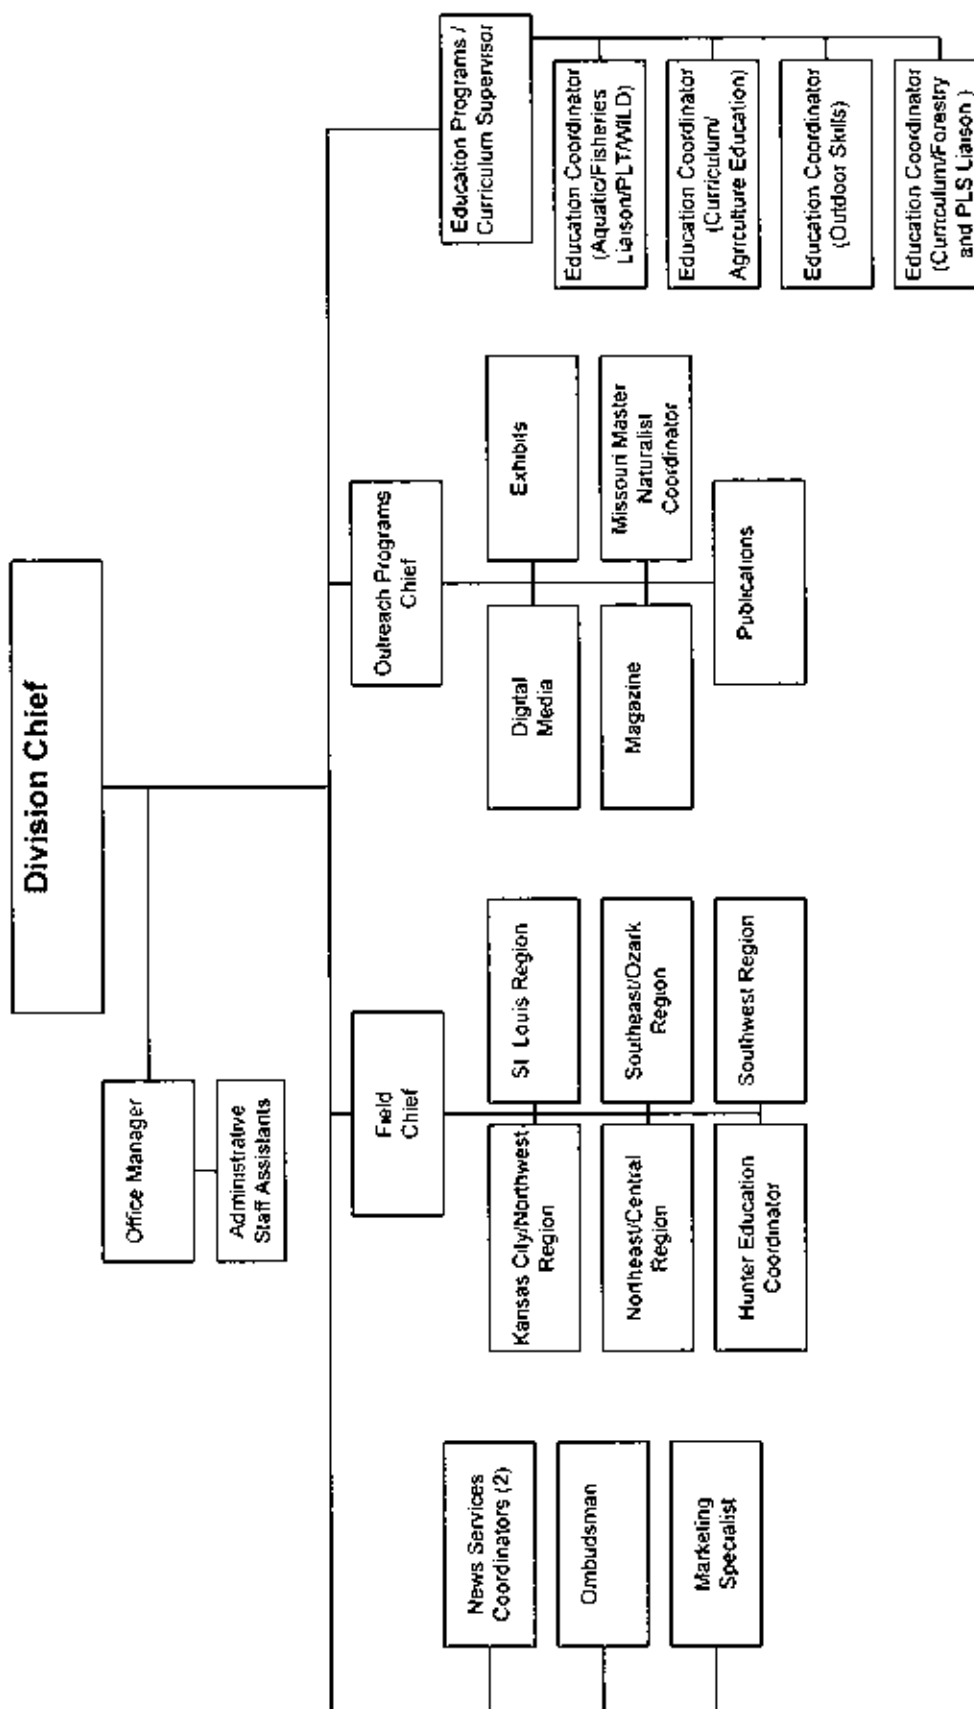 Division Chief
Office Manager
Administrative
Staff Assistants
News Services
Coordinators (2)
Ombudsman
Marketing
Specialist
Field
Chief
Kansas City/Northwest
Region
St Louis Region
Northeast/Central
Region
Southeast/Ozark
Region
Hunter Education
Coordinator
Southwest Region
Outreach Programs
Chief
Digital
Media
Exhibits
Magazine
Missouri Master
Naturalist
Coordinator
Publications
Education Programs /
Curriculum Supervisor
Education Coordinator
(Aquatic/Fisheries
Liaison/PLT/WILD)
Education Coordinator
(Curriculum/
Agriculture Education)
Education Coordinator
(Outdoor Skills)
Education Coordinator
(Curriculum/Forestry
and PLS Liaison )